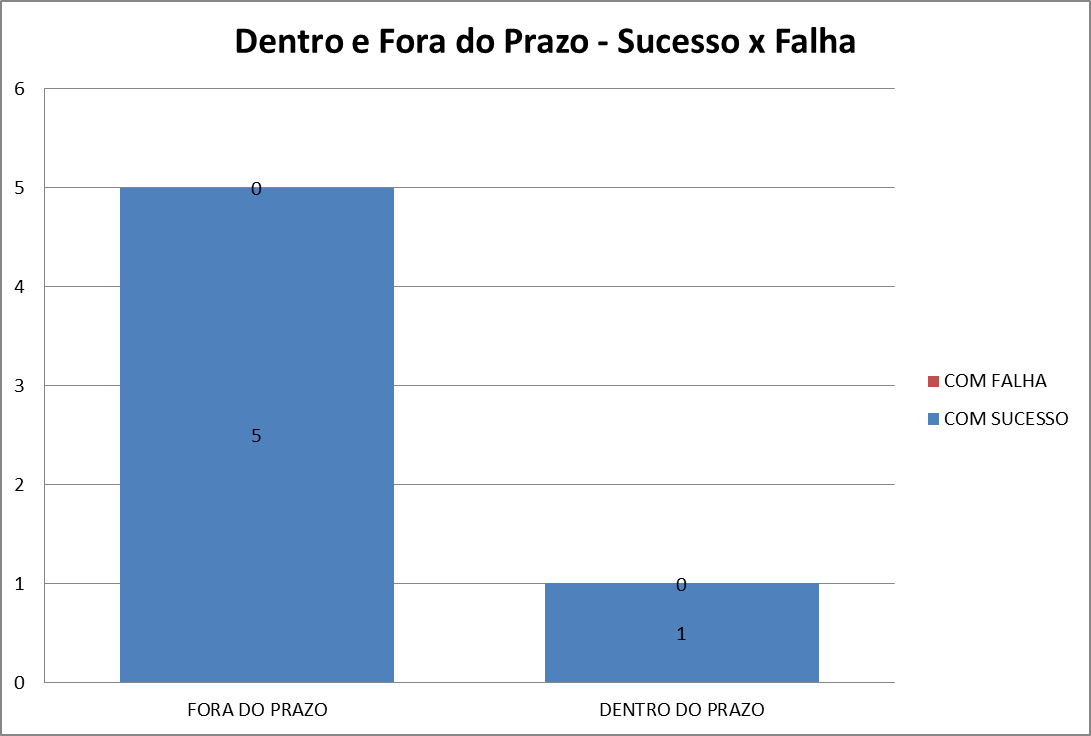 Dentro e Fora do Prazo - Sucesso x Falha
6
5
4
3
2
1
0
0
5
0
1
FORA DO PRAZO
DENTRO DO PRAZO
COM FALHA
COM SUCESSO